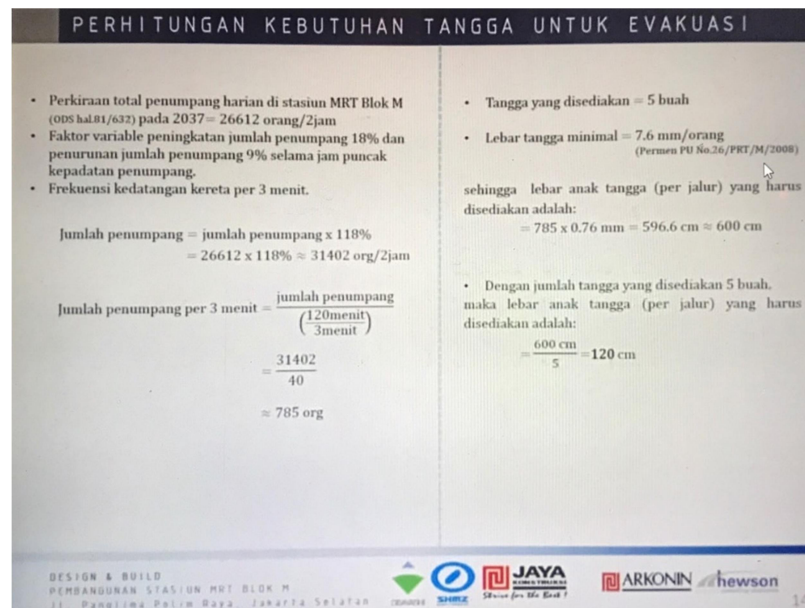 PERHITUNGAN KEBUTUHAN TANGGA UNTUK EVAKUASI
• Perkiraan total penumpang harian di stasiun MRT Blok M
(ODS hal.81/632) pada 2037= 26612 orang/2jam
• Faktor variable peningkatan jumlah penumpang 18% dan
penurunan jumlah penumpang 9% selama jam puncak
kepadatan penumpang.
• Frekuensi kedatangan kereta per 3 menit.
Jumlah penumpang = jumlah penumpang x 118%
= 26612 x 118% ≈ 31402 org/2jam
Jumlah penumpang per 3 menit = jumlah penumpang
(120menit
3menit)
= 31402
40
≈ 785 org
• Tangga yang disediakan = 5 buah
• Lebar tangga minimal = 7.6 mm/orang
(Permen PU No.26/PRT/M/2008)
sehingga lebar anak tangga (per jalur) yang harus
disediakan adalah:
= 785 x 0.76 mm = 596.6 cm ≈ 600 cm
• Dengan jumlah tangga yang disediakan 5 buah,
maka lebar anak tangga (per jalur) yang harus
disediakan adalah:
= 600 cm
5
=120 cm
DESIGN & BUILD
PEMBANGUNAN STASIUN MRT BLOK M
Jl. Panglima Polim Raya, Jakarta Selatan
SHIMZ
JAYA
KONSTRUKSI
Strive for the Best !
ARKONIN
hewson
14